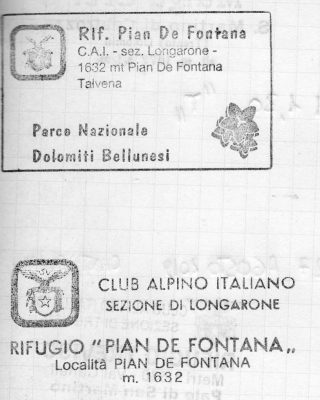 Rif. Pian De Fontana
C.A.I. - sez. Longarone -
1632 mt Pian De Fontana
Talvena
Parco Nazionale
Dolomiti Bellunesi
CLUB ALPINO ITALIANO
SEZIONE DI LONGARONE
RIFUGIO "PIAN DE FONTANA„
Località PIAN DE FONTANA
m. 1632